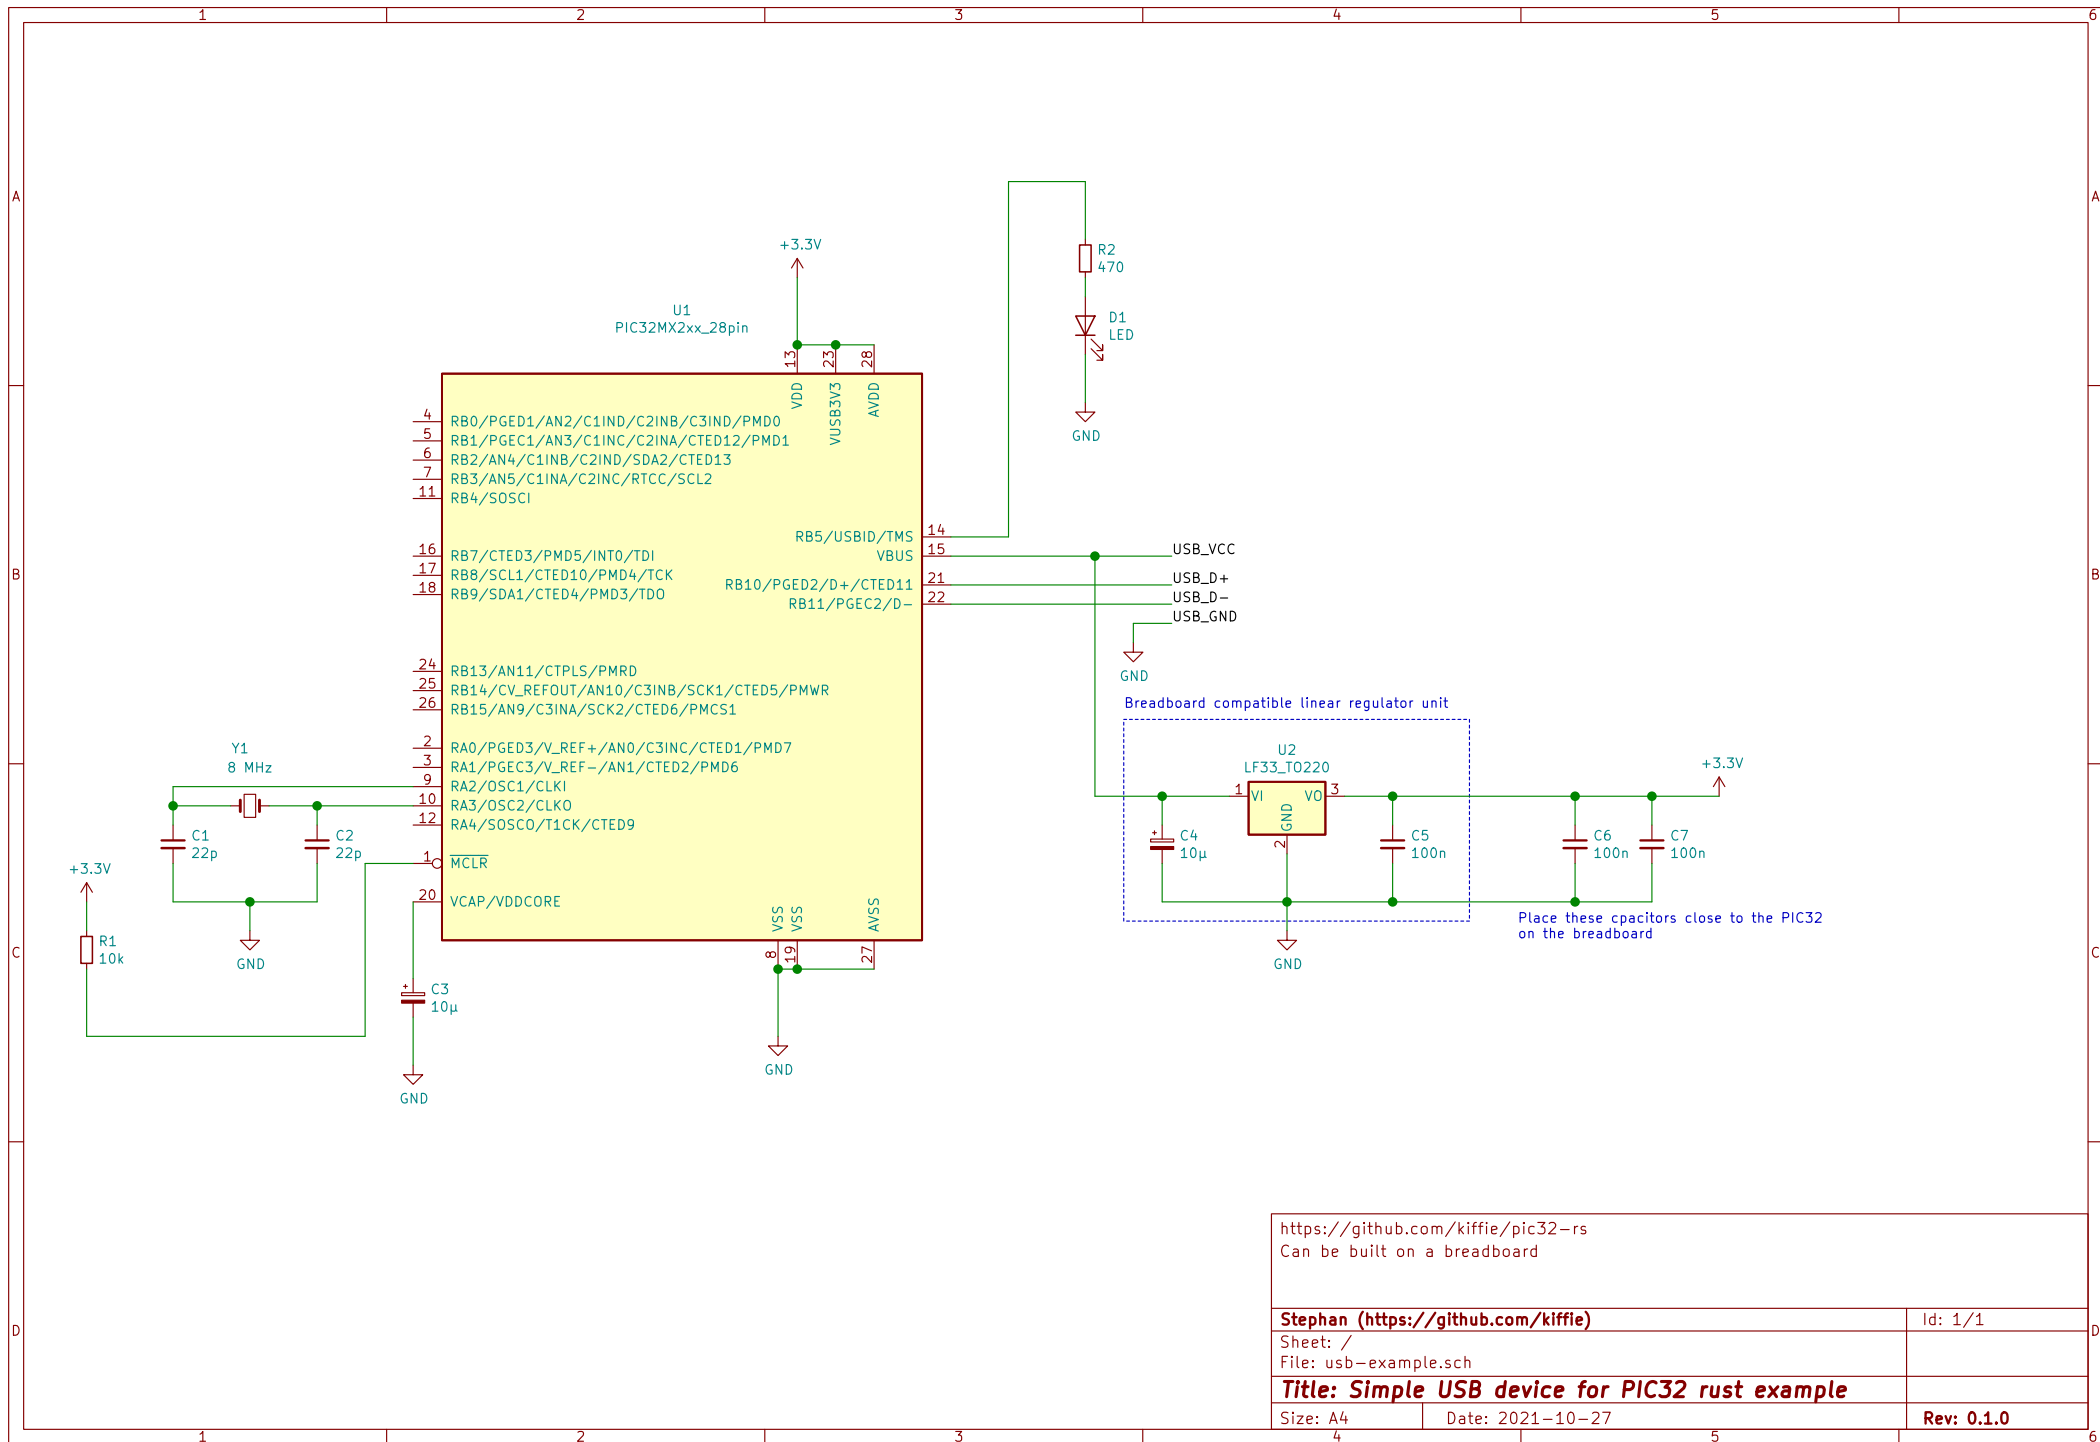 1 2 3 4 5 6
A A
+3.3V
R2
470
U1
PIC32MX2xx_28pin
D1
LED
13 23 28
VDD VUSB3V3 AVDD
GND
4 RB0/PGED1/AN2/C1IND/C2INB/C3IND/PMD0
5 RB1/PGEC1/AN3/C1INC/C2INA/CTED12/PMD1
6 RB2/AN4/C1INB/C2IND/SDA2/CTED13
7 RB3/AN5/C1INA/C2INC/RTCC/SCL2
11 RB4/SOSCI
RB5/USBID/TMS 14
16 RB7/CTED3/PMD5/INT0/TDI
VBUS 15 USB_VCC
B B
17 RB8/SCL1/CTED10/PMD4/TCK
RB10/PGED2/D+/CTED11 21 USB_D+
18 RB9/SDA1/CTED4/PMD3/TDO
RB11/PGEC2/D- 22 USB_D-
USB_GND
GND
24 RB13/AN11/CTPLS/PMRD
25 RB14/CV_REFOUT/AN10/C3INB/SCK1/CTED5/PMWR
26 RB15/AN9/C3INA/SCK2/CTED6/PMCS1
Breadboard compatible linear regulator unit
2 RA0/PGED3/V_REF+/AN0/C3INC/CTED1/PMD7
3 RA1/PGEC3/V_REF-/AN1/CTED2/PMD6
9 RA2/OSC1/CLKI
10 RA3/OSC2/CLKO
12 RA4/SOSCO/T1CK/CTED9
1 MCLR
20 VCAP/VDDCORE
Y1
8 MHz
C1
22p
C2
22p
+3.3V
R1
10k
GND
C3
10µ
GND
VSS VSS AVSS
8 19 27
GND
U2
LF33_TO220
1 VI VO 3
GND
2
+3.3V
C4
10µ
C5
100n
C6
100n
C7
100n
Place these cpacitors close to the PIC32
on the breadboard
GND
C C
https://github.com/kiffie/pic32-rs
Can be built on a breadboard
Stephan (https://github.com/kiffie) Id: 1/1
D D
Sheet: /
File: usb-example.sch
Title: Simple USB device for PIC32 rust example
Size: A4 Date: 2021-10-27 Rev: 0.1.0
1 2 3 4 5 6